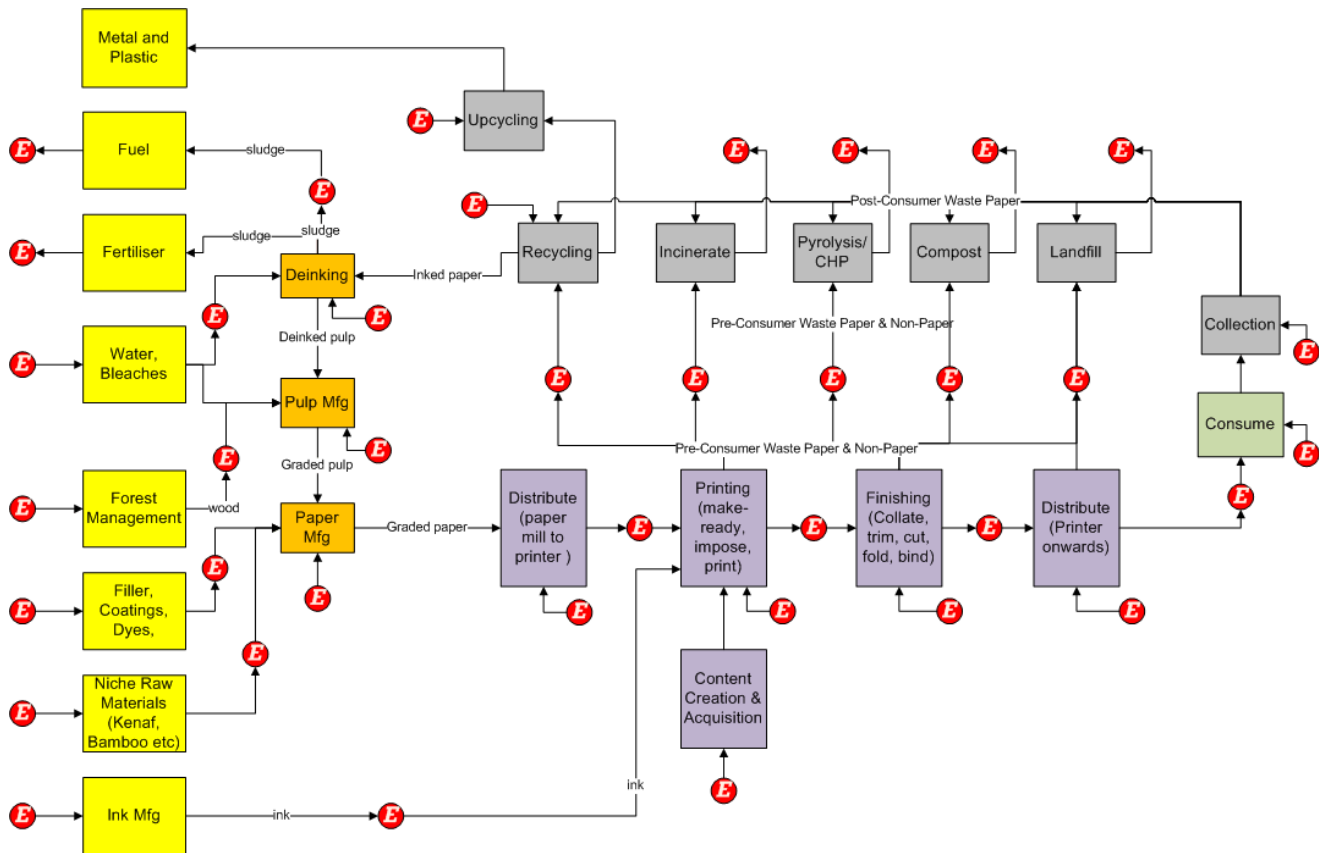 Metal and
Plastic
E
Upcycling
E
Fuel
sludge
E
E
E
E
E
Post-Consumer Waste Paper
E
E
Fertiliser
sludge
sludge
Deinking
Inked paper
Recycling
Incinerate
Pyrolysis/
CHP
Compost
Landfill
E
E
Collection
E
Pre-Consumer Waste Paper & Non-Paper
Deinked pulp
E
Water,
Bleaches
E
E
E
E
E
Pulp Mfg
Consume
E
E
E
Pre-Consumer Waste Paper & Non-Paper
Graded pulp
E
Forest
Management
wood
Paper
Mfg
Graded paper
Distribute
(paper
mill to
printer )
E
Printing
(make-
ready,
impose,
print)
E
Finishing
(Collate,
trim, cut,
fold, bind)
E
Distribute
(Printer
onwards)
E
E
E
Filler,
Coatings,
Dyes,
E
E
E
E
E
E
E
Niche Raw
Materials
(Kenaf,
Bamboo etc)
Content
Creation &
Acquisition
E
ink
E
Ink Mfg
ink
E